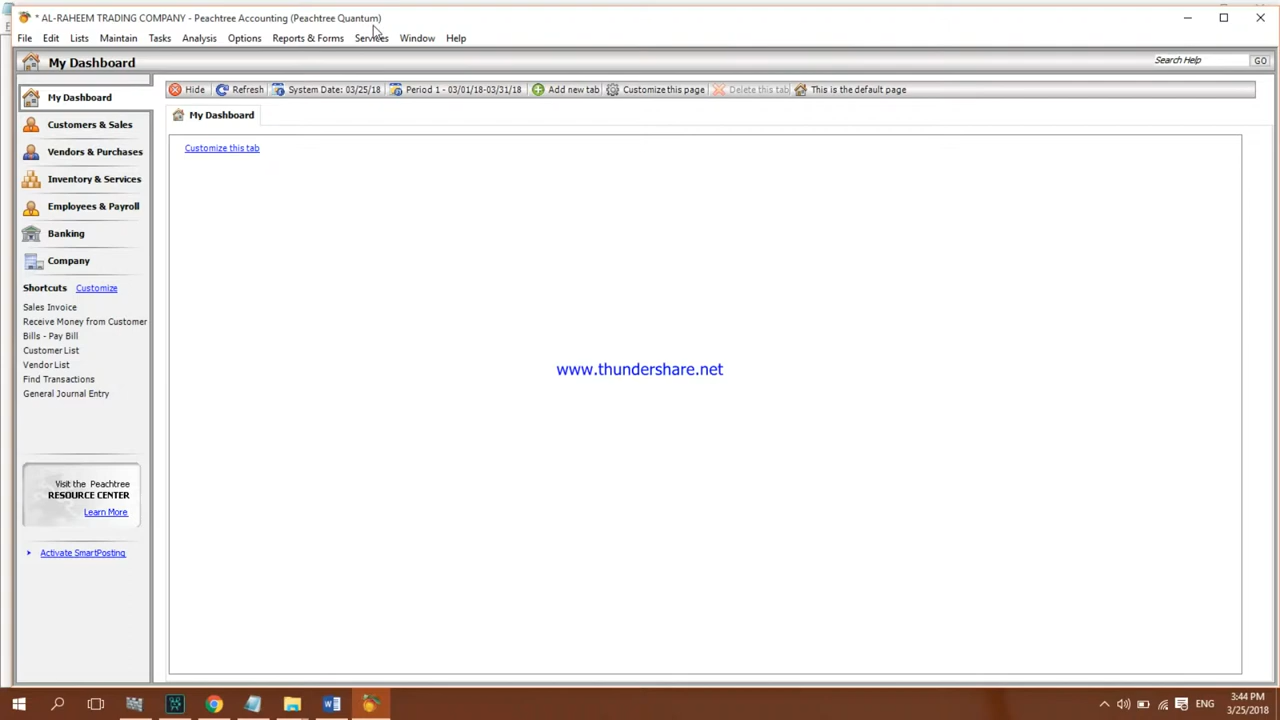 * AL-RAHEEM TRADING COMPANY - Peachtree Accounting (Peachtree Quantum)
File Edit Lists Maintain Tasks Analysis Options Reports & Forms Services Window Help
My Dashboard
Search Help GO
My Dashboard
Customers & Sales
Vendors & Purchases
Inventory & Services
Employees & Payroll
Banking
Company
Shortcuts Customize
Sales Invoice
Receive Money from Customer
Bills - Pay Bill
Customer List
Vendor List
Find Transactions
General Journal Entry
Visit the Peachtree
RESOURCE CENTER
Learn More
Activate SmartPosting
Hide Refresh System Date: 03/25/18 Period 1 - 03/01/18-03/31/18 Add new tab Customize this page Delete this tab This is the default page
My Dashboard
Customize this tab
www.thundershare.net
ENG
3:44 PM
3/25/2018